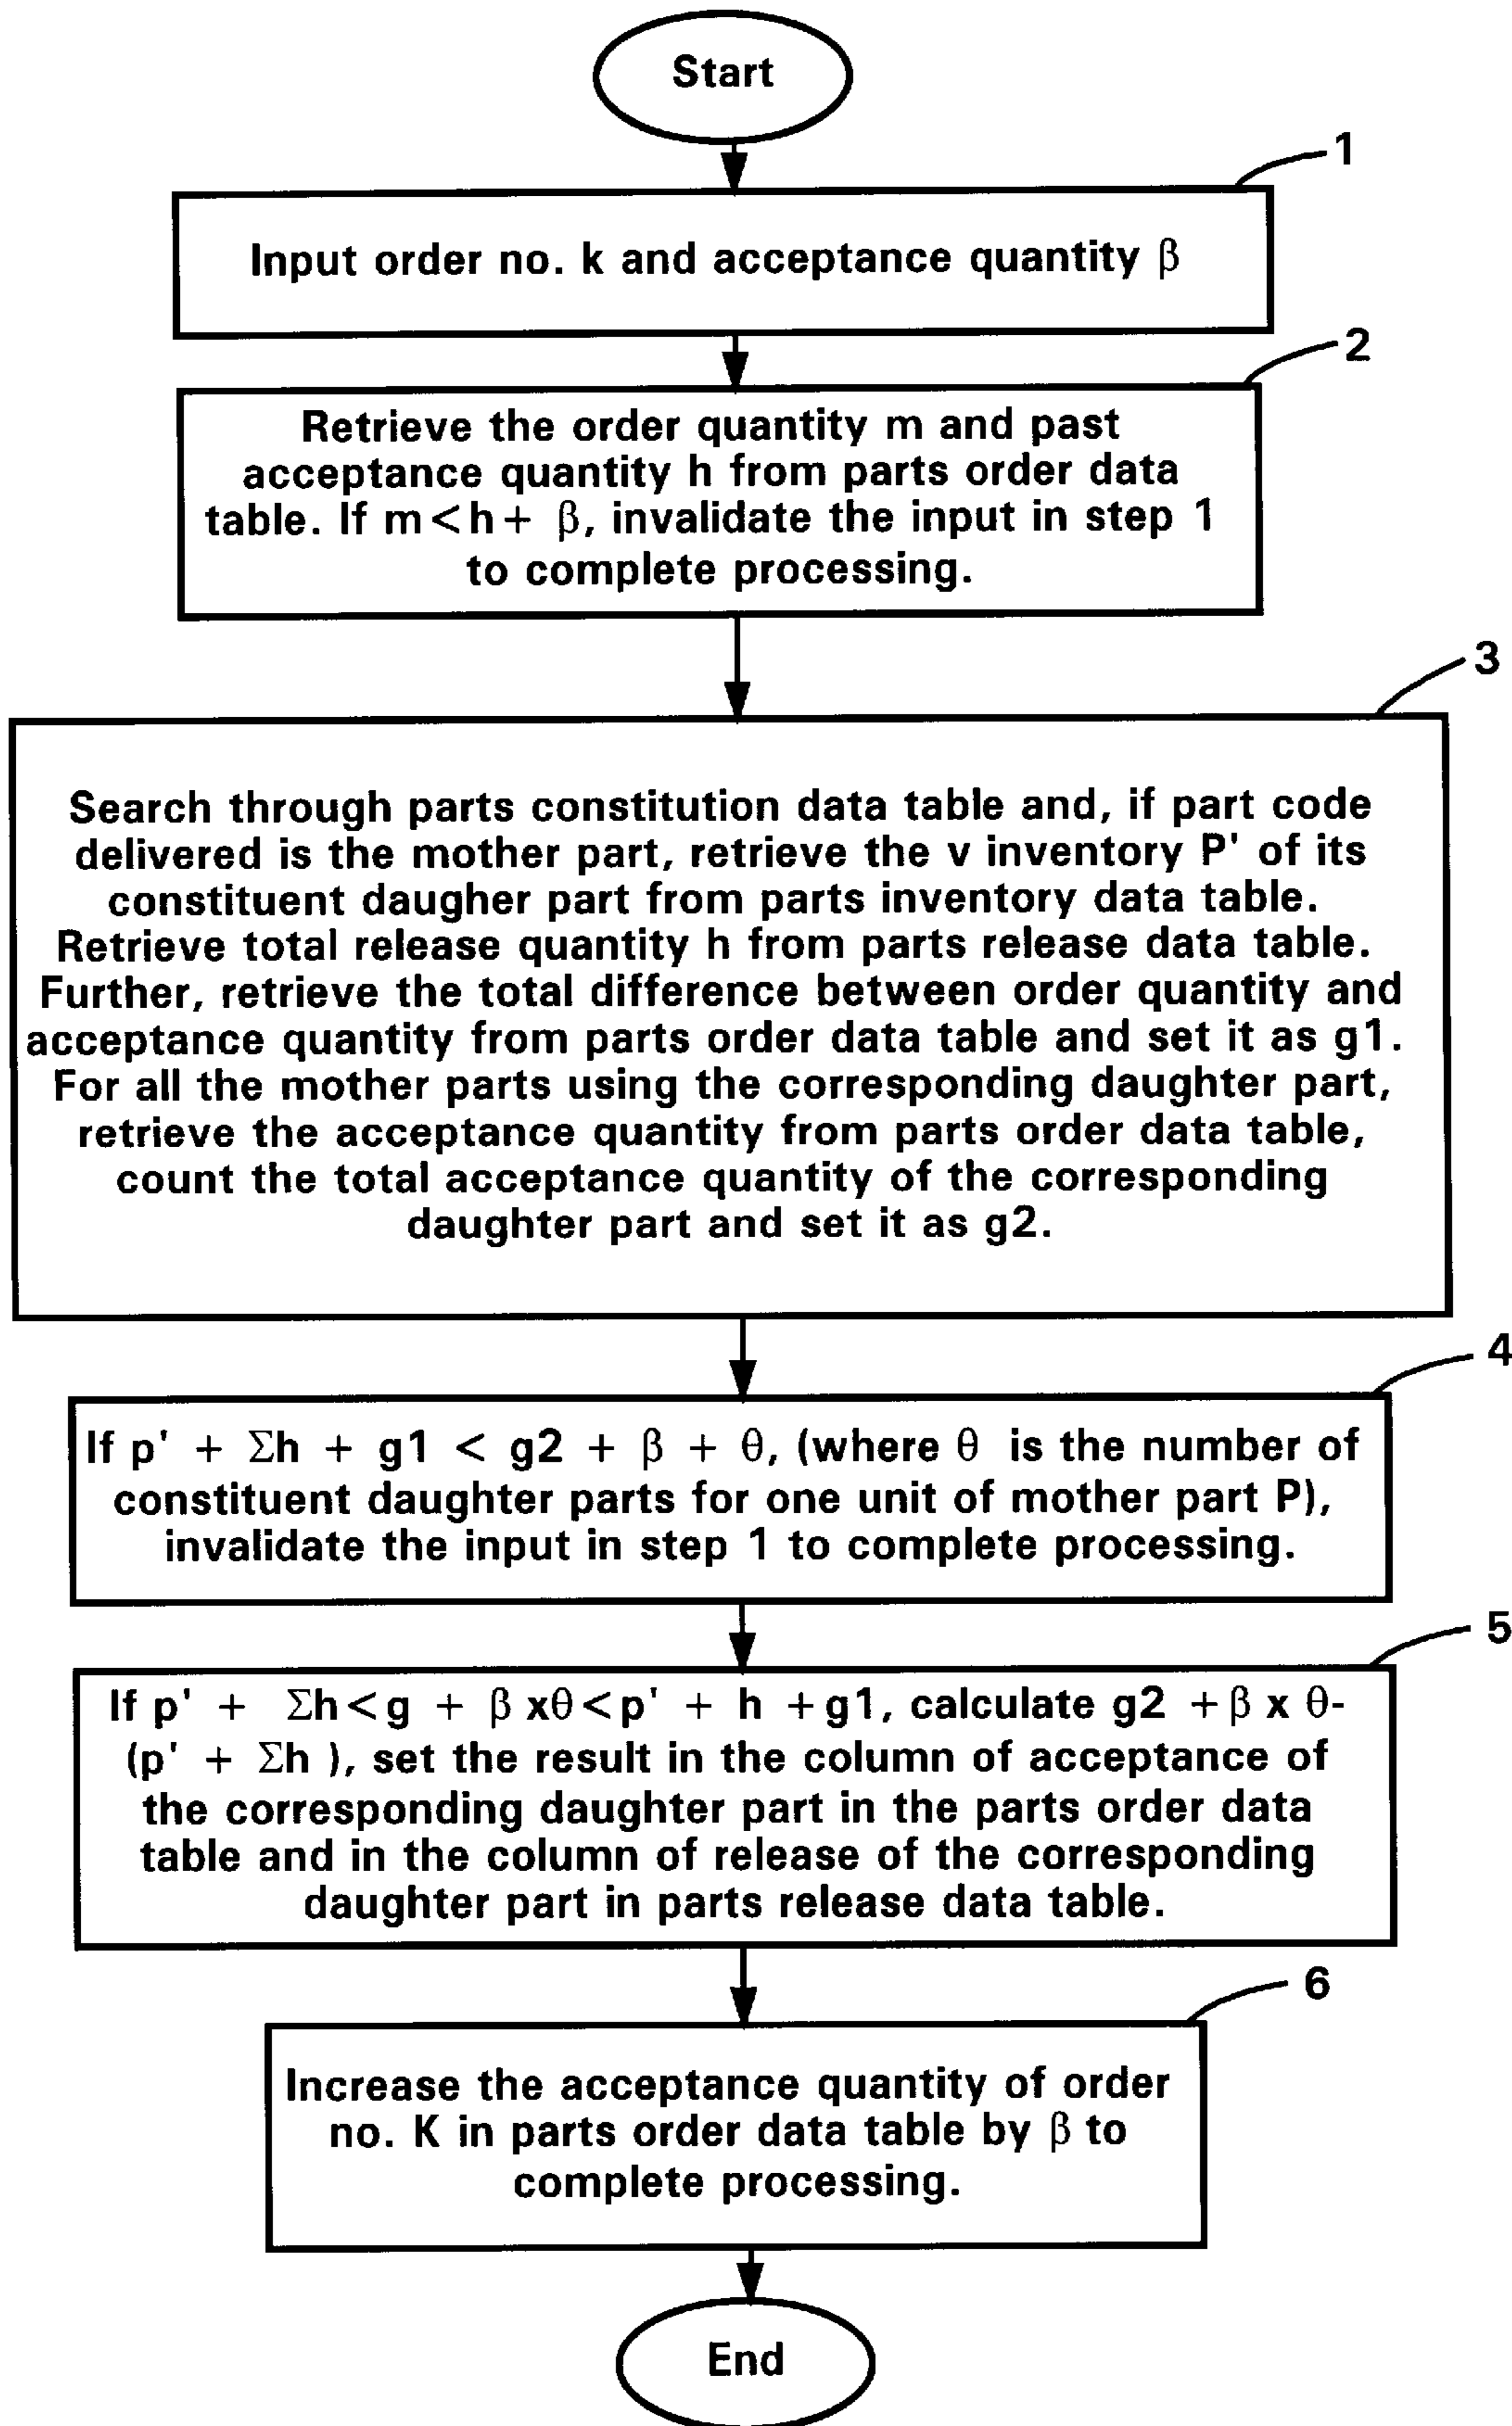 Start
1
Input order no. k and acceptance quantity β
2
Retrieve the order quantity m and past
acceptance quantity h from parts order data
table. If m<h+ β, invalidate the input in step 1
to complete processing.
3
Search through parts constitution data table and, if part code
delivered is the mother part, retrieve the v inventory P' of its
constituent daugher part from parts inventory data table.
Retrieve total release quantity h from parts release data table.
Further, retrieve the total difference between order quantity and
acceptance quantity from parts order data table and set it as g1.
For all the mother parts using the corresponding daughter part,
retrieve the acceptance quantity from parts order data table,
count the total acceptance quantity of the corresponding
daughter part and set it as g2.
4
If p' + Σh + g1 < g2 + β + θ, (where θ is the number of
constituent daughter parts for one unit of mother part P),
invalidate the input in step 1 to complete processing.
5
If p' + Σh<g + β xθ<p' + h +g1, calculate g2 +β x θ-
(p' + Σh ), set the result in the column of acceptance of
the corresponding daughter part in the parts order data
table and in the column of release of the corresponding
daughter part in parts release data table.
6
Increase the acceptance quantity of order
no. K in parts order data table by β to
complete processing.
End